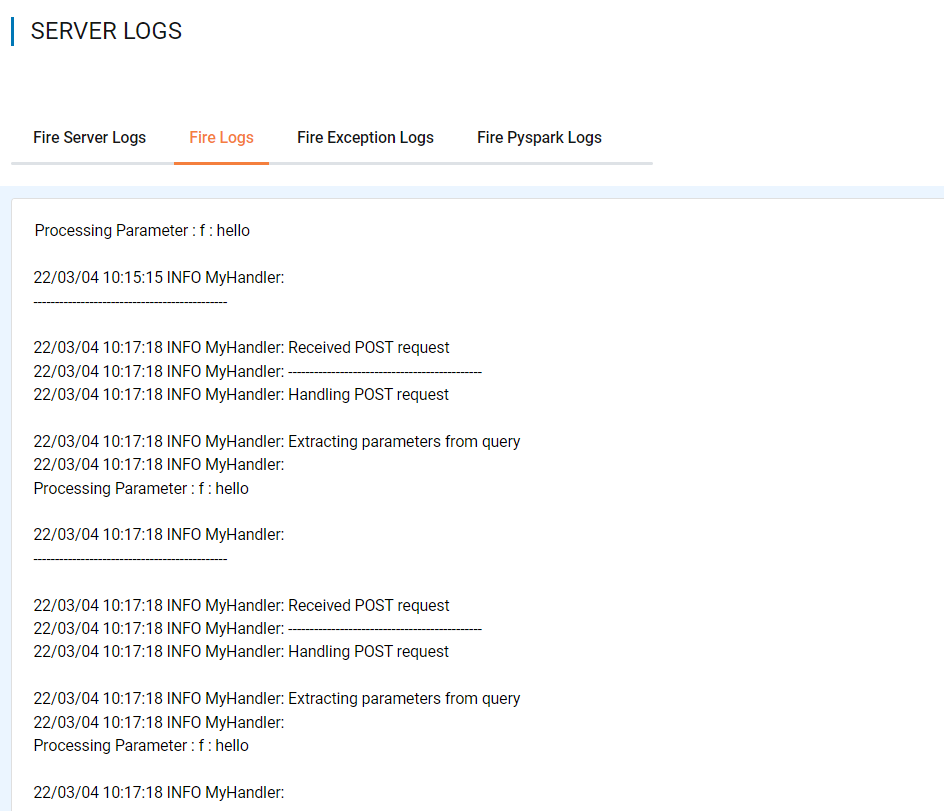 SERVER LOGS
Fire Server Logs Fire Logs Fire Exception Logs Fire Pyspark Logs
Processing Parameter : f : hello
22/03/04 10:15:15 INFO MyHandler:
---------------------------------------------
22/03/04 10:17:18 INFO MyHandler: Received POST request
22/03/04 10:17:18 INFO MyHandler: ---------------------------------------------
22/03/04 10:17:18 INFO MyHandler: Handling POST request
22/03/04 10:17:18 INFO MyHandler: Extracting parameters from query
22/03/04 10:17:18 INFO MyHandler:
Processing Parameter : f : hello
22/03/04 10:17:18 INFO MyHandler:
---------------------------------------------
22/03/04 10:17:18 INFO MyHandler: Received POST request
22/03/04 10:17:18 INFO MyHandler: ---------------------------------------------
22/03/04 10:17:18 INFO MyHandler: Handling POST request
22/03/04 10:17:18 INFO MyHandler: Extracting parameters from query
22/03/04 10:17:18 INFO MyHandler:
Processing Parameter : f : hello
22/03/04 10:17:18 INFO MyHandler: